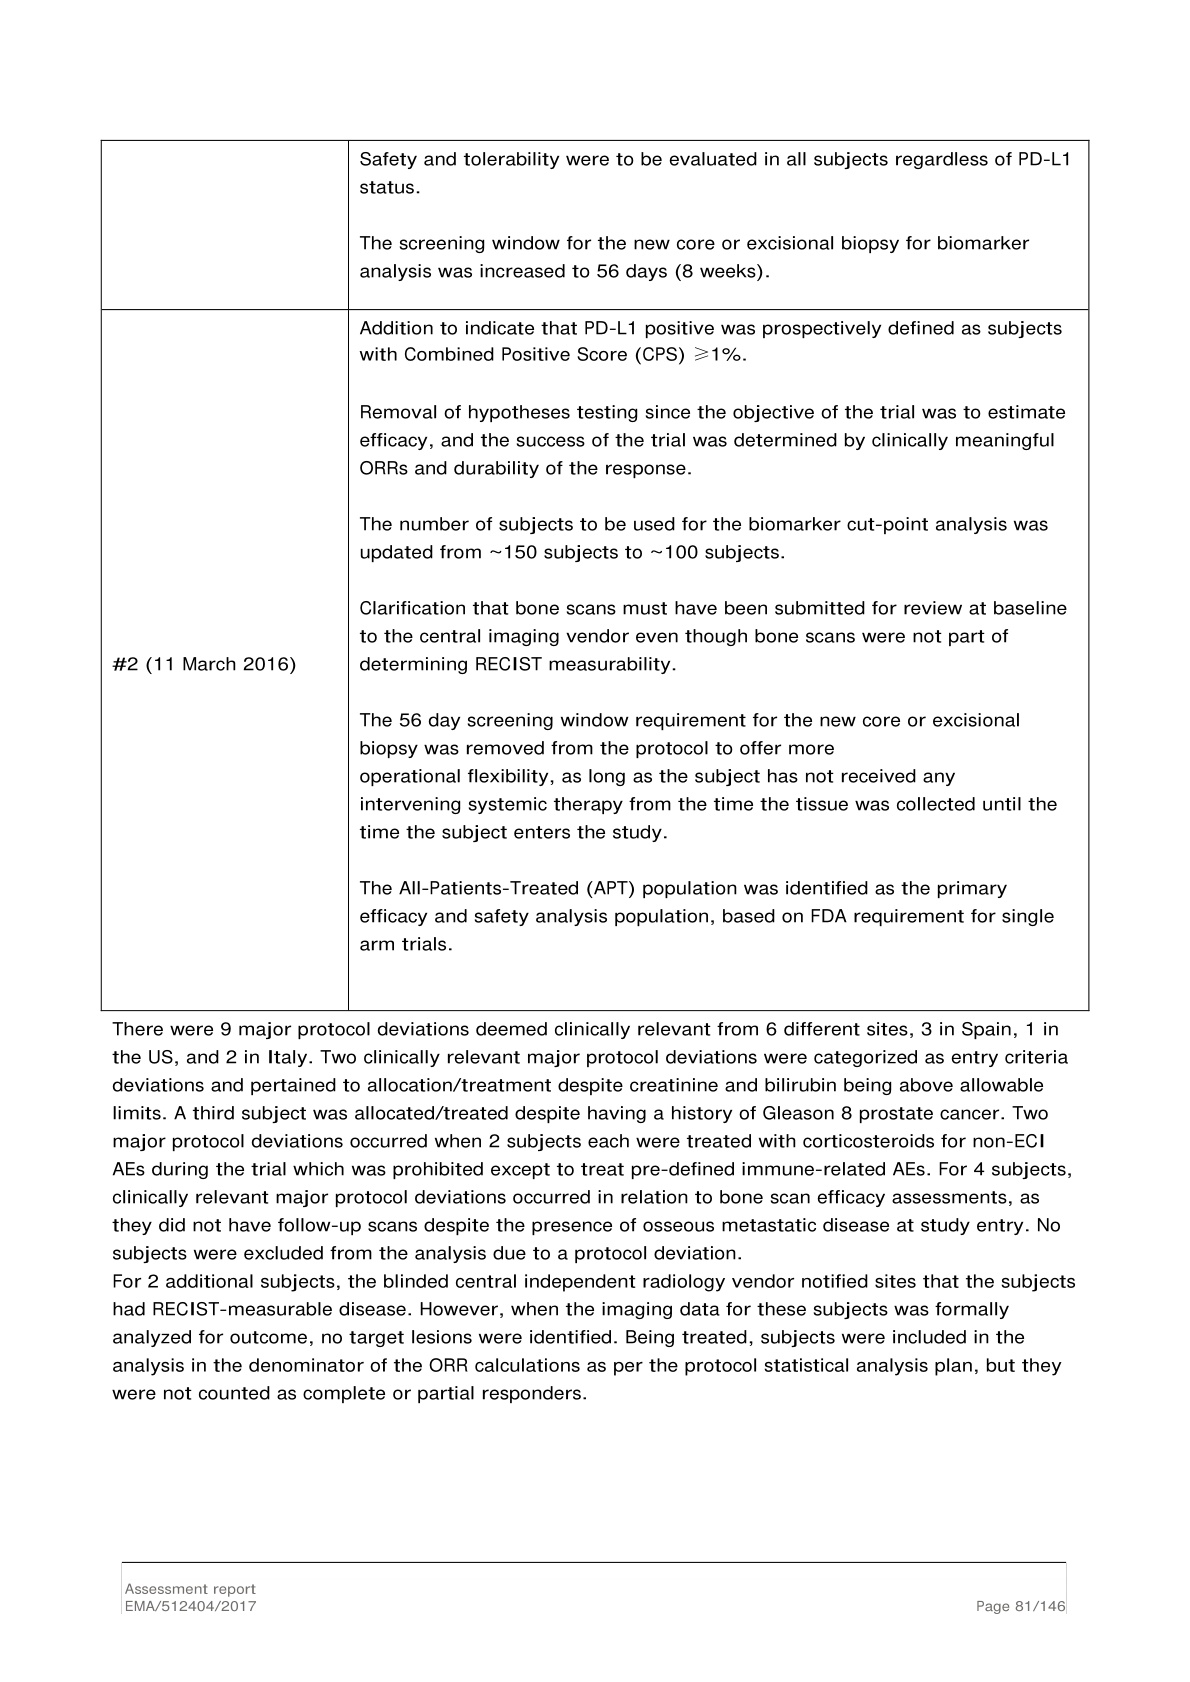 Safety and tolerability were to be evaluated in all subjects regardless of PD-L1
status.
The screening window for the new core or excisional biopsy for biomarker
analysis was increased to 56 days (8 weeks).
#2 (11 March 2016)
Addition to indicate that PD-L1 positive was prospectively defined as subjects
with Combined Positive Score (CPS) ⩾1%.
Removal of hypotheses testing since the objective of the trial was to estimate
efficacy, and the success of the trial was determined by clinically meaningful
ORRs and durability of the response.
The number of subjects to be used for the biomarker cut-point analysis was
updated from ~150 subjects to ~100 subjects.
Clarification that bone scans must have been submitted for review at baseline
to the central imaging vendor even though bone scans were not part of
determining RECIST measurability.
The 56 day screening window requirement for the new core or excisional
biopsy was removed from the protocol to offer more
operational flexibility, as long as the subject has not received any
intervening systemic therapy from the time the tissue was collected until the
time the subject enters the study.
The All-Patients-Treated (APT) population was identified as the primary
efficacy and safety analysis population, based on FDA requirement for single
arm trials.
There were 9 major protocol deviations deemed clinically relevant from 6 different sites, 3 in Spain, 1 in
the US, and 2 in Italy. Two clinically relevant major protocol deviations were categorized as entry criteria
deviations and pertained to allocation/treatment despite creatinine and bilirubin being above allowable
limits. A third subject was allocated/treated despite having a history of Gleason 8 prostate cancer. Two
major protocol deviations occurred when 2 subjects each were treated with corticosteroids for non-ECI
AEs during the trial which was prohibited except to treat pre-defined immune-related AEs. For 4 subjects,
clinically relevant major protocol deviations occurred in relation to bone scan efficacy assessments, as
they did not have follow-up scans despite the presence of osseous metastatic disease at study entry. No
subjects were excluded from the analysis due to a protocol deviation.
For 2 additional subjects, the blinded central independent radiology vendor notified sites that the subjects
had RECIST-measurable disease. However, when the imaging data for these subjects was formally
analyzed for outcome, no target lesions were identified. Being treated, subjects were included in the
analysis in the denominator of the ORR calculations as per the protocol statistical analysis plan, but they
were not counted as complete or partial responders.
Assessment report
EMA/512404/2017
Page 81/146